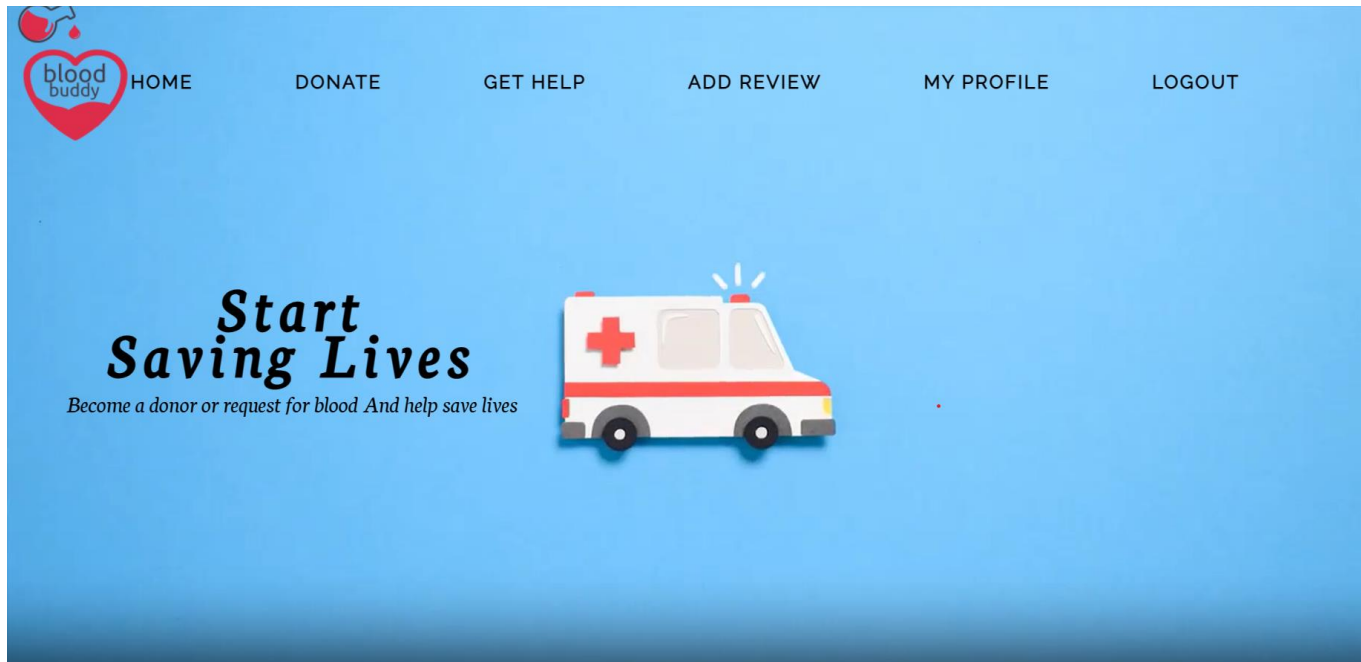 blood
buddy
HOME DONATE GET HELP ADD REVIEW MY PROFILE LOGOUT
Start
Saving Lives
Become a donor or request for blood And help save lives